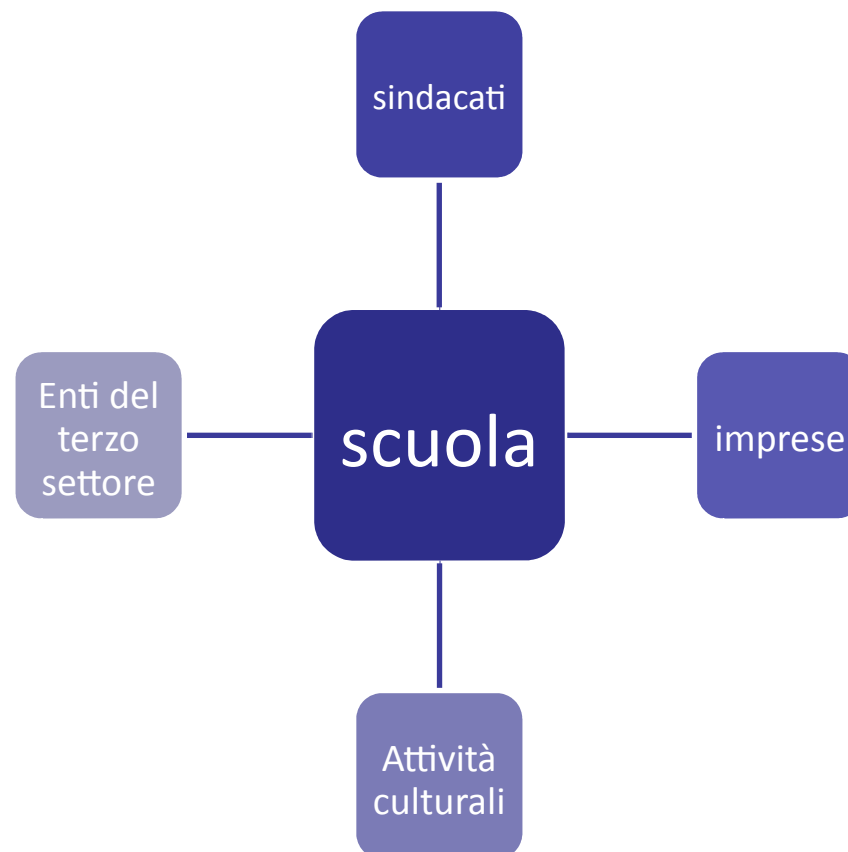 sindacati
Enti del
terzo
settore
scuola
imprese
Attività
culturali